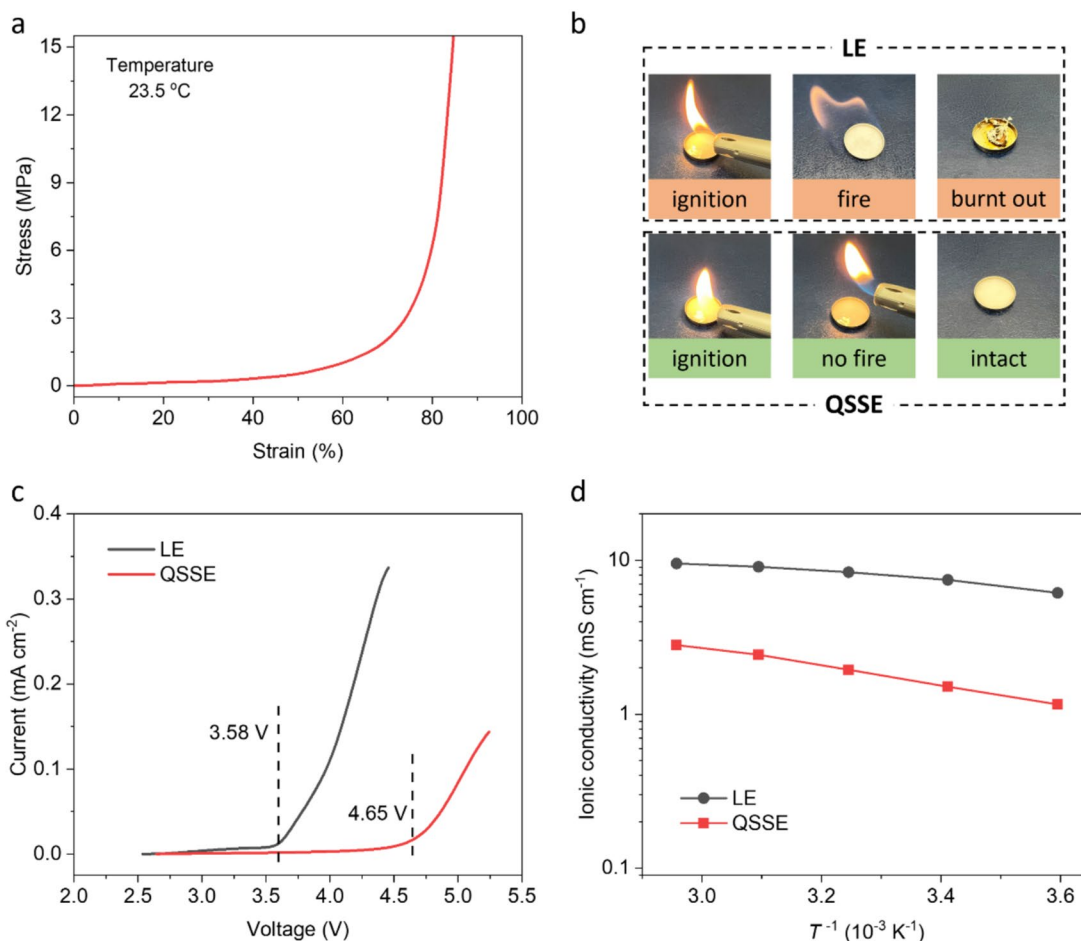 a
15
12
9
6
3
0
Temperature
23.5 °C
Stress (MPa)
0 20 40 60 80 100
Strain (%)
b
LE
ignition fire burnt out
ignition no fire intact
QSSE
c
0.4
0.3
0.2
0.1
0.0
LE
QSSE
3.58 V
4.65 V
Current (mA cm⁻²)
2.0 2.5 3.0 3.5 4.0 4.5 5.0 5.5
Voltage (V)
d
10
1
0.1
Ionic conductivity (mS cm⁻¹)
LE
QSSE
3.0 3.2 3.4 3.6
T⁻¹ (10⁻³ K⁻¹)